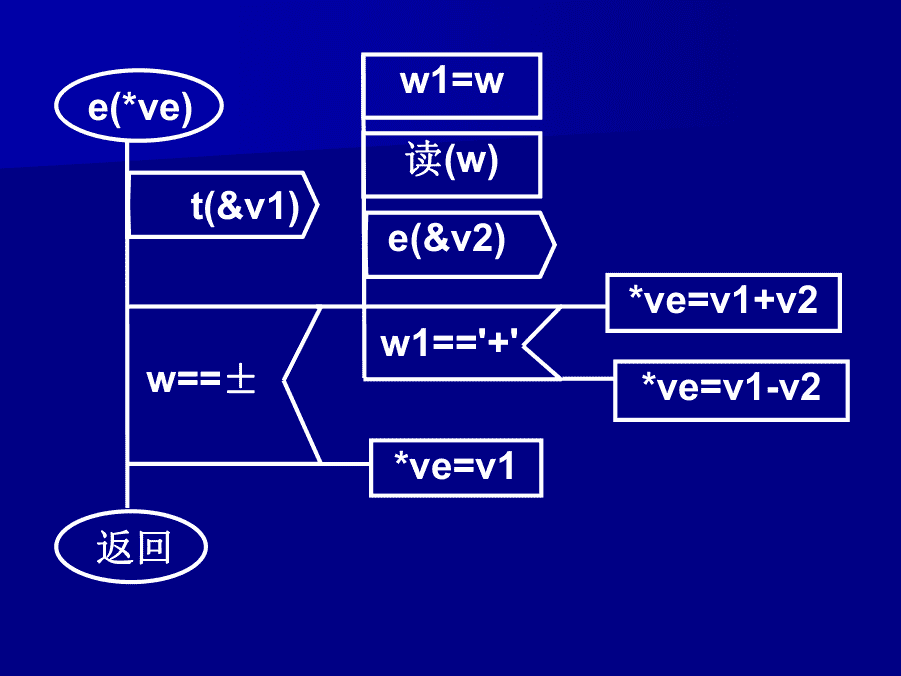 e(*ve)
t(&v1)
w==±
w1=w
读(w)
e(&v2)
w1=='+'
*ve=v1+v2
*ve=v1-v2
*ve=v1
返回